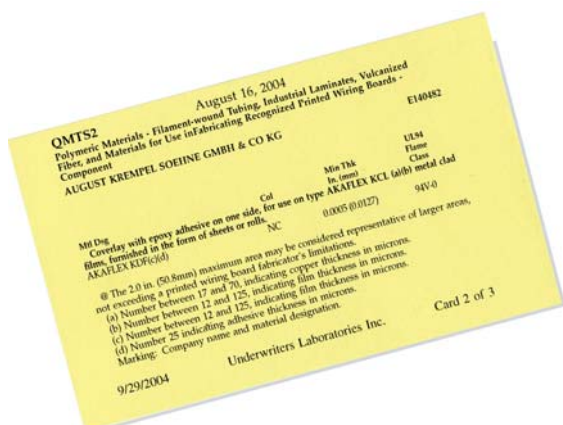 August 16, 2004
QMTS2
Polymeric Materials - Filament-wound Tubing, Industrial Laminates, Vulcanized
Fiber, and Materials for Use inFabricating Recognized Printed Wiring Boards -
Component
E140482
AUGUST KREMPEL SOEHNE GMBH & CO KG
UL94
Min Thk Flame
Mtl Dsg Col In. (mm) Class
Coverlay with epoxy adhesive on one side, for use on type AKAFLEX KCL (a)(b) metal clad
films, furnished in the form of sheets or rolls.
AKAFLEX KDF(c)(d) NC 0.0005 (0.0127) 94V-0
@ The 2.0 in. (50.8mm) maximum area may be considered representative of larger areas,
not exceeding a printed wiring board fabricator's limitations.
(a) Number between 17 and 70, indicating copper thickness in microns.
(b) Number between 12 and 125, indicating film thickness in microns.
(c) Number between 12 and 125, indicating film thickness in microns.
(d) Number 25 indicating adhesive thickness in microns.
Marking: Company name and material designation.
9/29/2004 Underwriters Laboratories Inc. Card 2 of 3